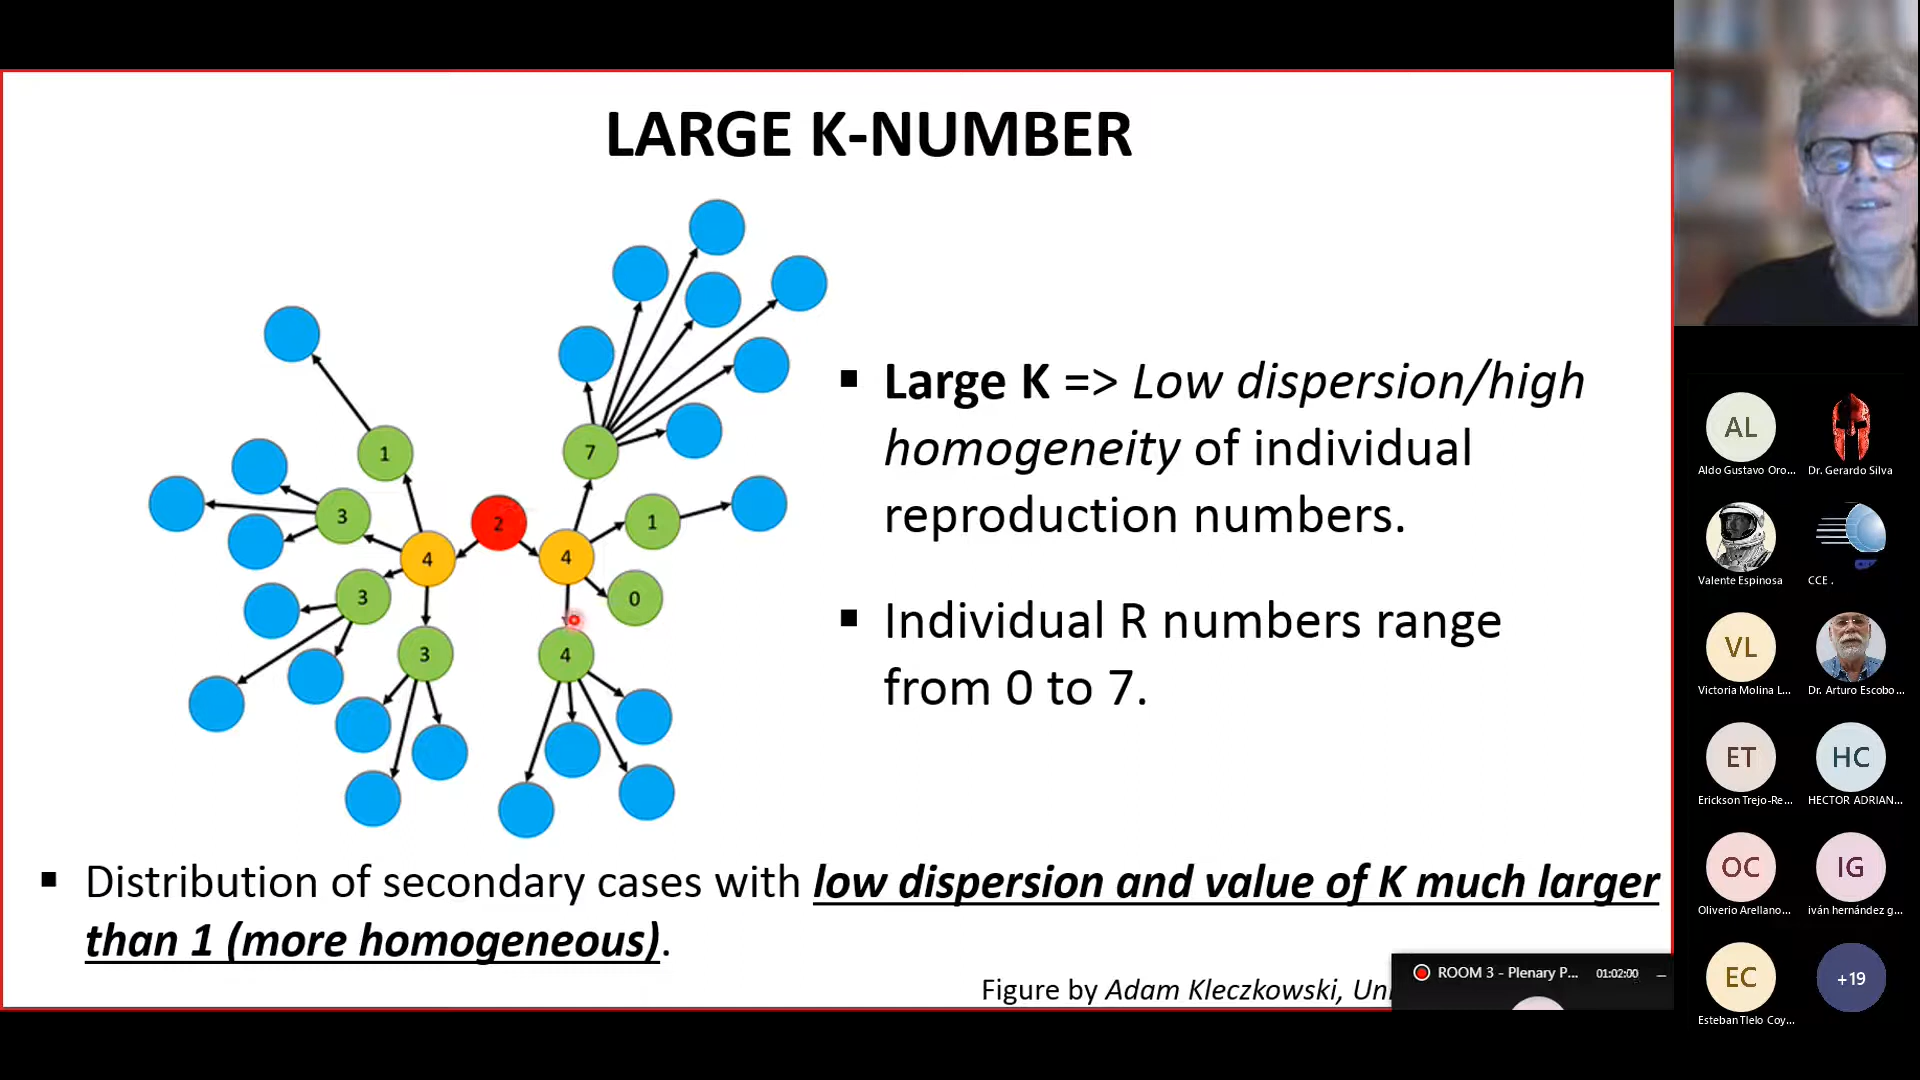 LARGE K-NUMBER
1
7
3
2
1
4
4
3
0
3
4
▪ Large K => Low dispersion/high
homogeneity of individual
reproduction numbers.
▪ Individual R numbers range
from 0 to 7.
▪ Distribution of secondary cases with low dispersion and value of K much larger
than 1 (more homogeneous).
Figure by Adam Kleczkowski,
ROOM 3 - Plenary P... 01:02:00
AL
Aldo Gustavo Oro...
Dr. Gerardo Silva
Valente Espinosa
CCE .
VL
Victoria Molina L...
Dr. Arturo Escobo...
ET
Erickson Trejo-Re...
HC
HECTOR ADRIAN...
OC
Oliverio Arellano...
IG
iván hernández g...
EC
Esteban Tlelo Coy...
+19